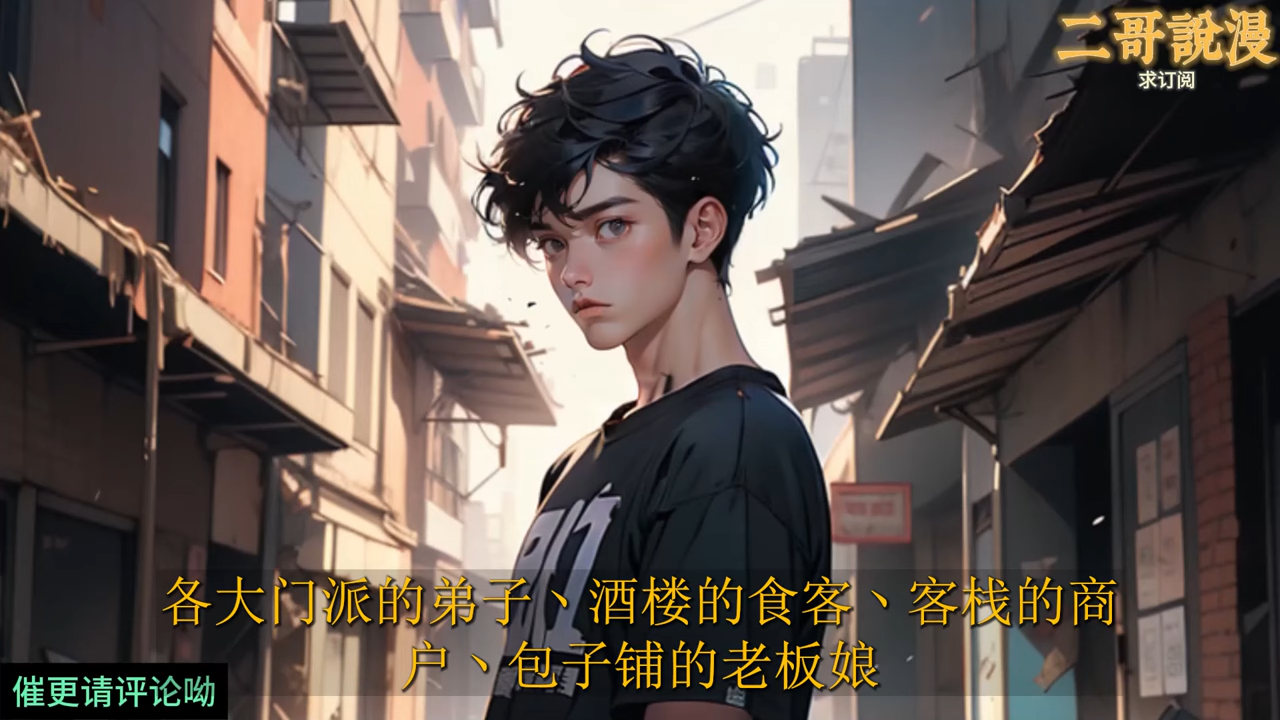 二哥說漫
求订阅
各大门派的弟子、酒楼的食客、客栈的商
户、包子铺的老板娘
催更请评论呦